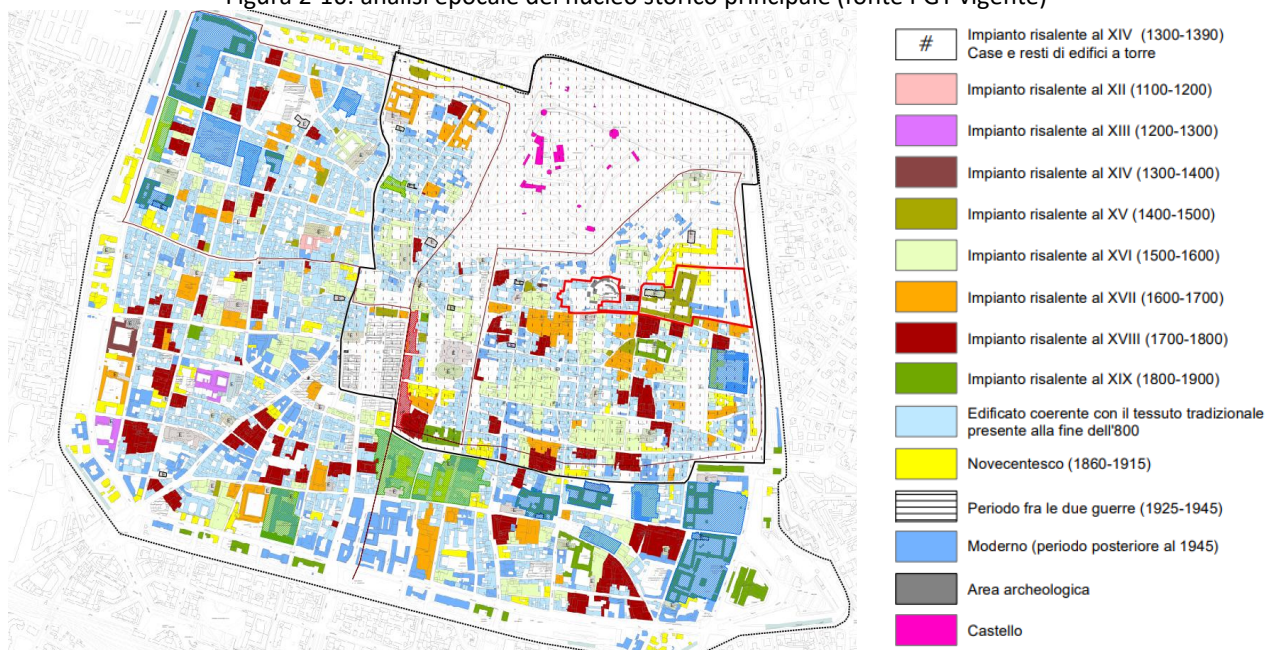 Figura 2-10: analisi epocale del nucleo storico principale (fonte PGT vigente)
#
Impianto risalente al XIV (1300-1390)
Case e resti di edifici a torre
Impianto risalente al XII (1100-1200)
Impianto risalente al XIII (1200-1300)
Impianto risalente al XIV (1300-1400)
Impianto risalente al XV (1400-1500)
Impianto risalente al XVI (1500-1600)
Impianto risalente al XVII (1600-1700)
Impianto risalente al XVIII (1700-1800)
Impianto risalente al XIX (1800-1900)
Edificato coerente con il tessuto tradizionale
presente alla fine dell'800
Novecentesco (1860-1915)
Periodo fra le due guerre (1925-1945)
Moderno (periodo posteriore al 1945)
Area archeologica
Castello